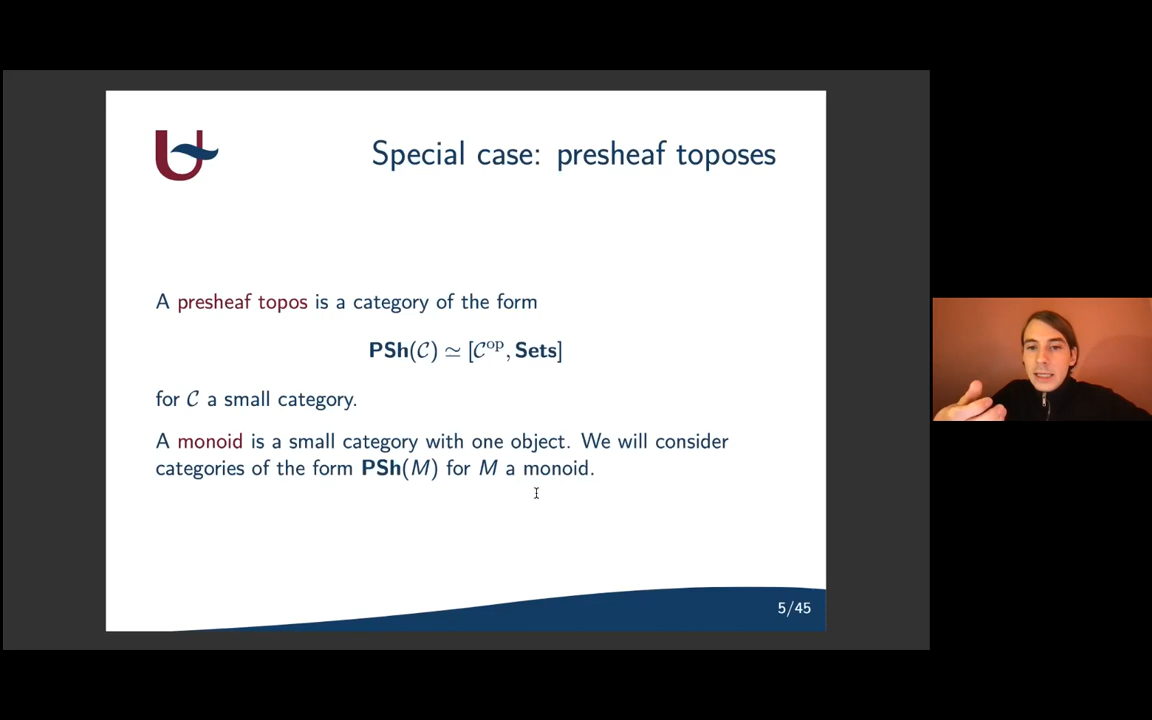 Special case: presheaf toposes
A presheaf topos is a category of the form
PSh(𝒞) ≃ [𝒞ᵒᵖ, Sets]
for 𝒞 a small category.
A monoid is a small category with one object. We will consider
categories of the form PSh(M) for M a monoid.
5/45